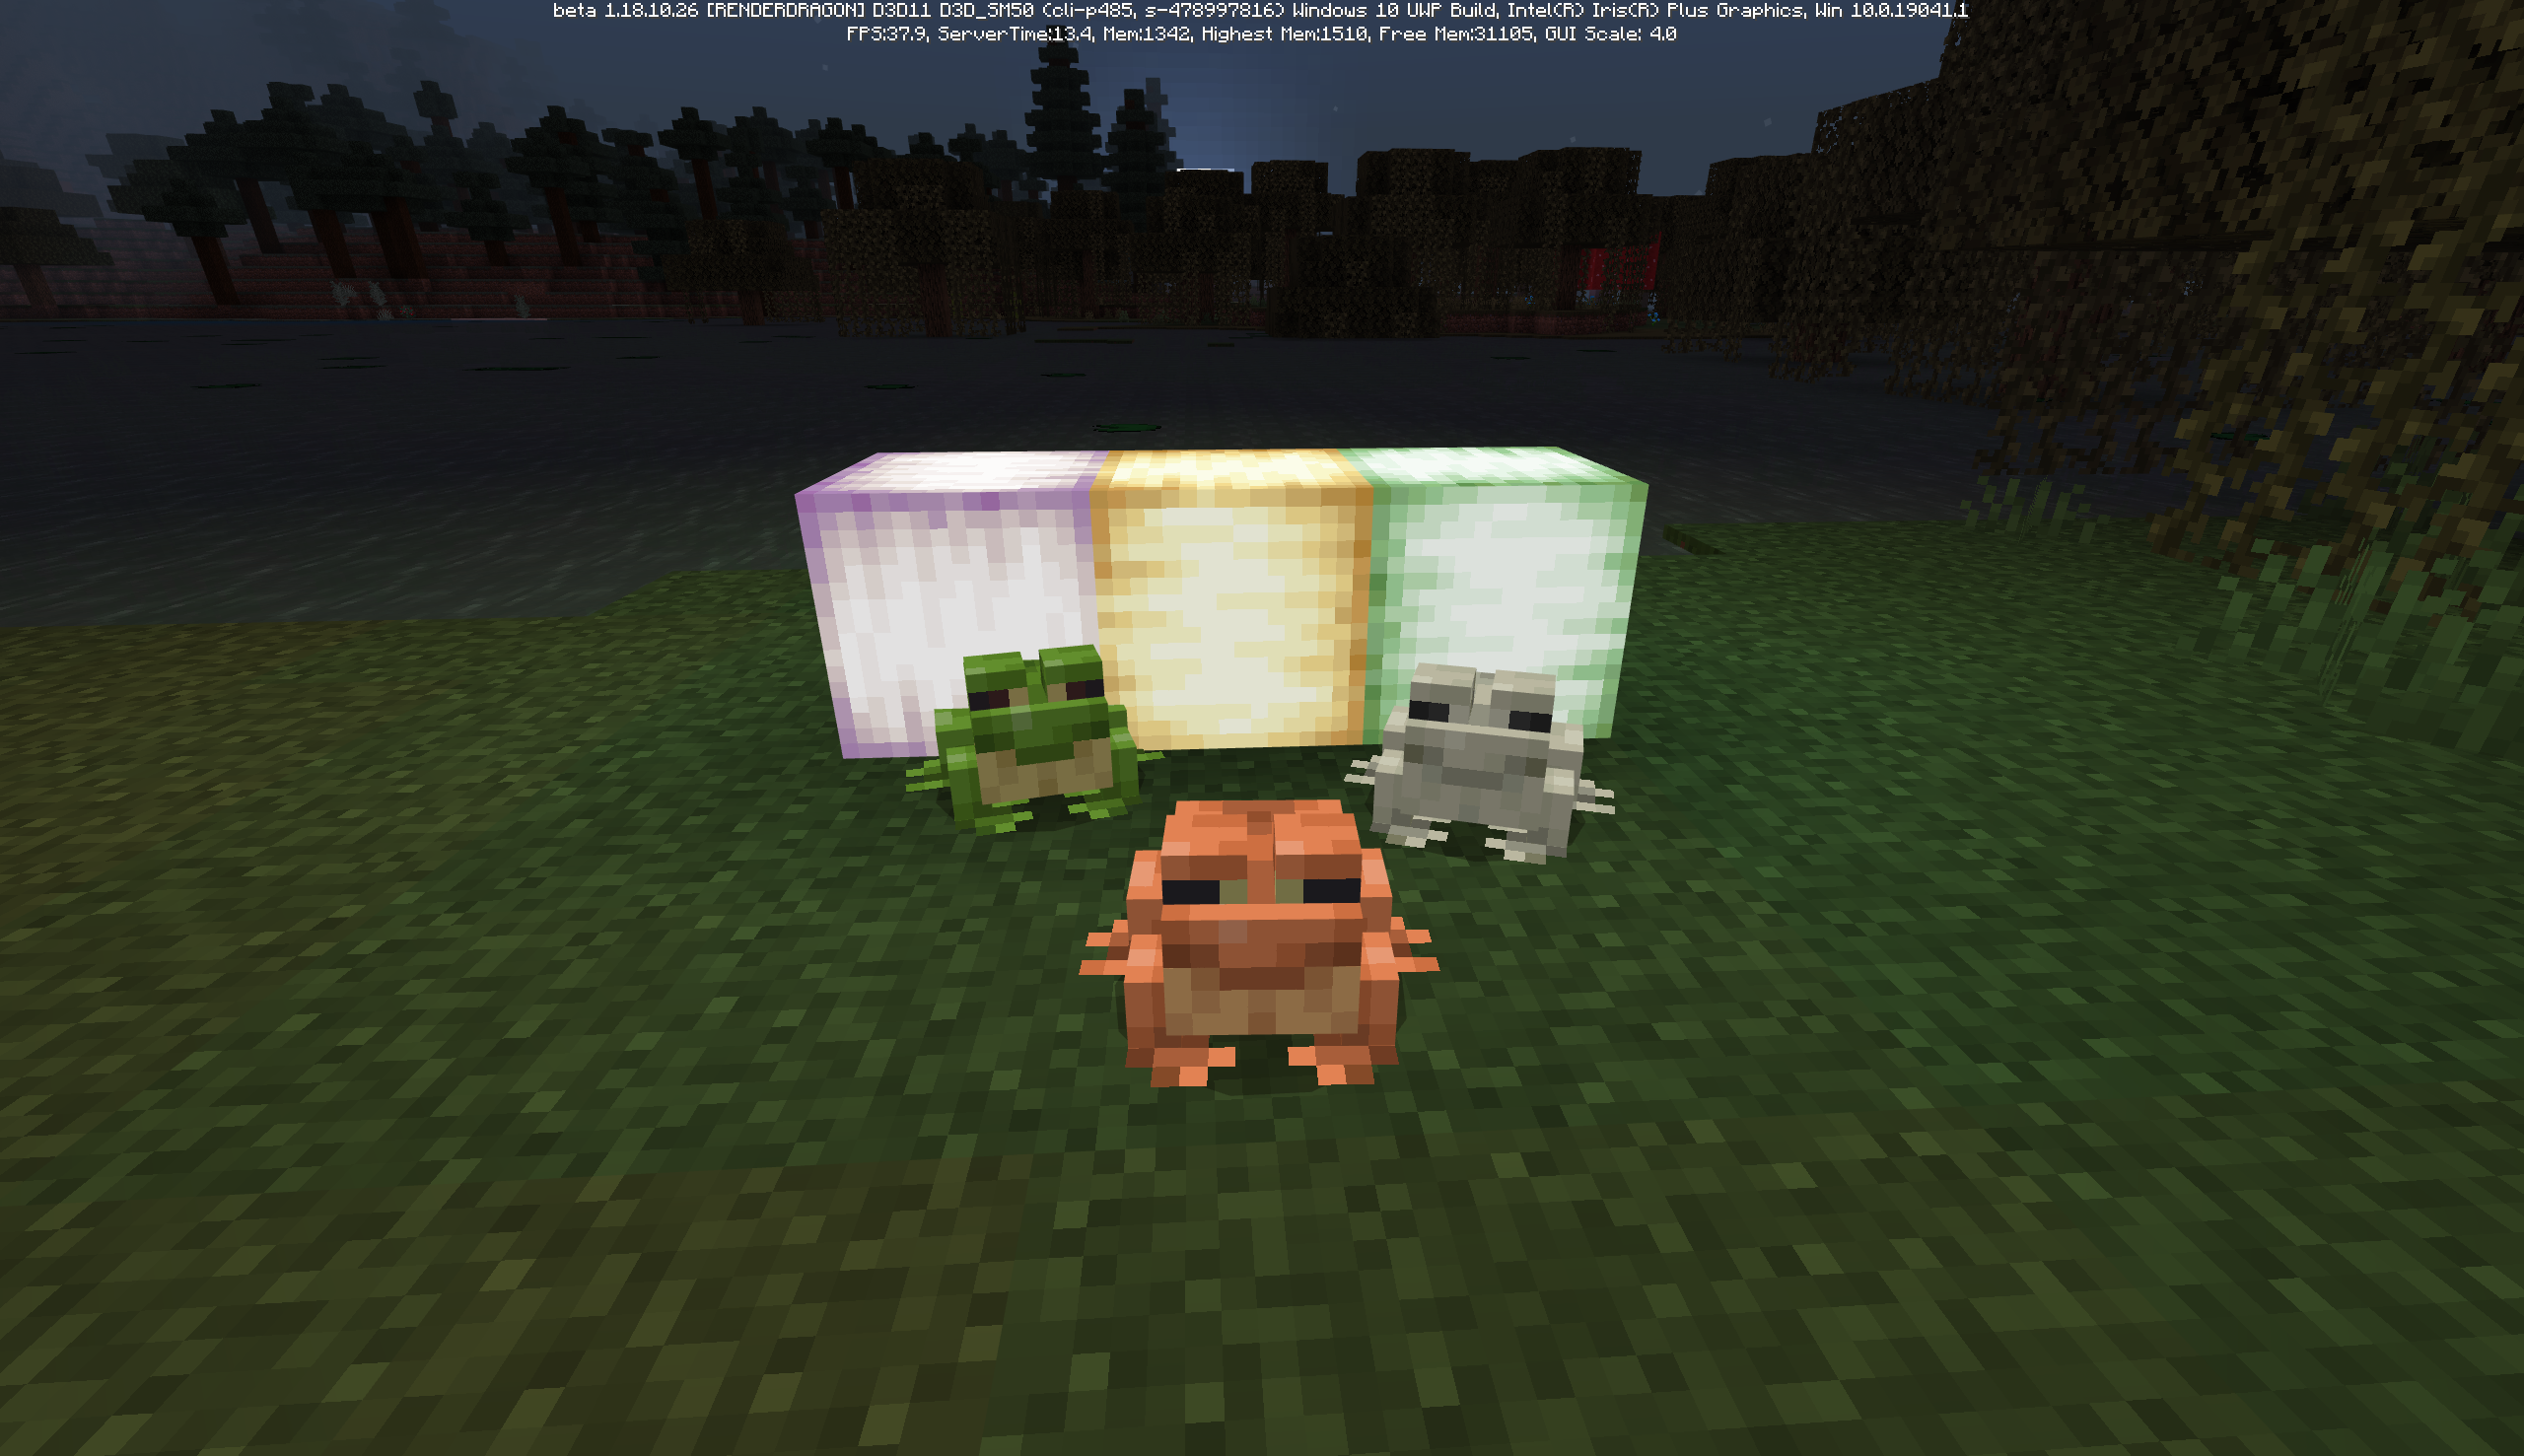 beta 1.18.10.26 [RENDERDRAGON] D3D11 D3D_SM50 (cli-p485, s-478997816) Windows 10 UWP Build, Intel(R) Iris(R) Plus Graphics, Win 10.0.19041.1
FPS:37.9, ServerTime:13.4, Mem:1342, Highest Mem:1510, Free Mem:31105, GUI Scale: 4.0